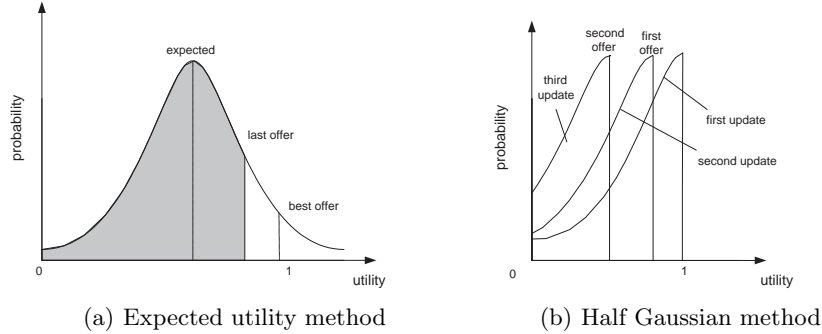 probability
expected
last offer
best offer
0
1
utility
(a) Expected utility method
probability
second
offer
first
offer
third
update
first update
second update
0
1
utility
(b) Half Gaussian method